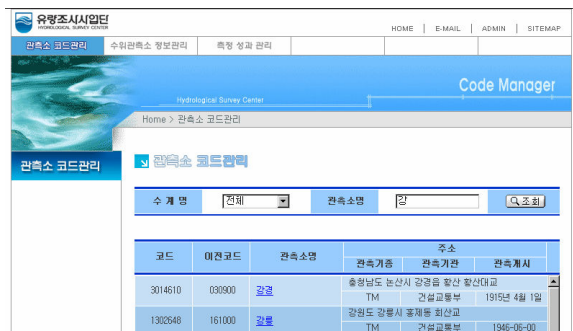 유량조사사업단
HYDROLOGICAL SURVEY CENTER
HOME | E-MAIL | ADMIN | SITEMAP
관측소 코드관리 수위관측소 정보관리 측정 성과 관리
Code Manager
Hydrological Survey Center
Home > 관측소 코드관리
관측소 코드관리
관측소 코드관리
수 계 명 전체 관측소명 강 조회
코드 이전코드 관측소명 주소
관측기종 관측기관 관측개시
3014610 030900 강경 충청남도 논산시 강경읍 황산 황산대교
TM 건설교통부 1915년 4월 1일
1302648 161000 강릉 강원도 강릉시 홍제동 회산교
TM 건설교통부 1946-06-00